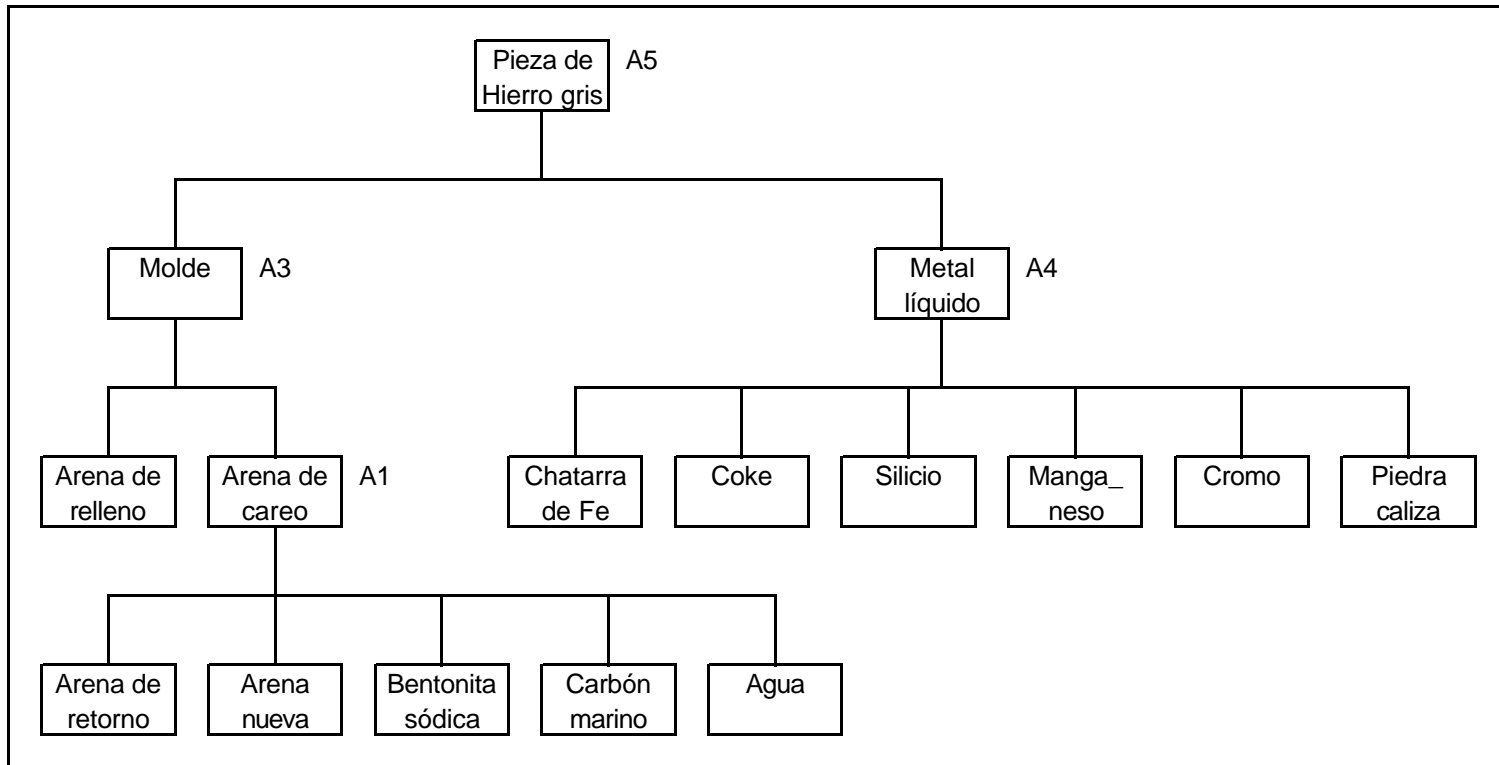 Pieza de
Hierro gris
A5
Molde
A3
Metal
líquido
A4
Arena de
relleno
Arena de
careo
A1
Chatarra
de Fe
Coke
Silicio
Manga_
neso
Cromo
Piedra
caliza
Arena de
retorno
Arena
nueva
Bentonita
sódica
Carbón
marino
Agua